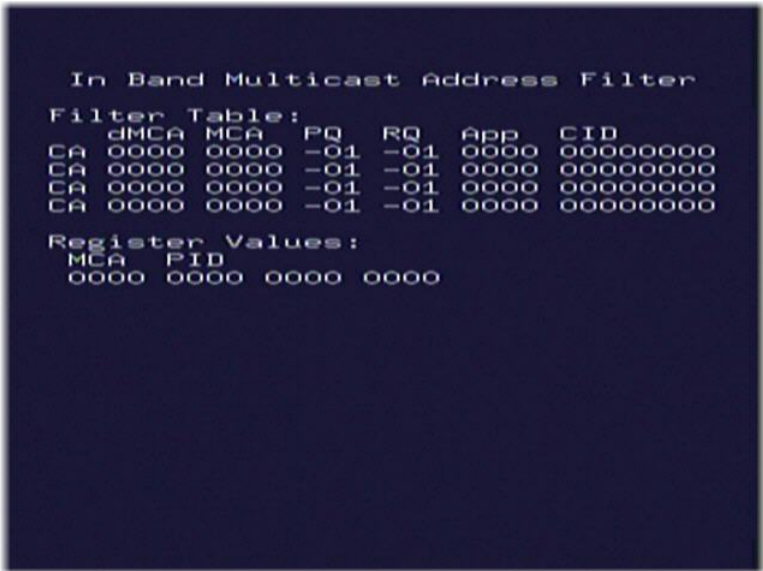 In Band Multicast Address Filter
Filter Table:
dMCA MCA PQ RQ App CID
CA 0000 0000 -01 -01 0000 00000000
CA 0000 0000 -01 -01 0000 00000000
CA 0000 0000 -01 -01 0000 00000000
CA 0000 0000 -01 -01 0000 00000000
Register Values:
MCA PID
0000 0000 0000 0000